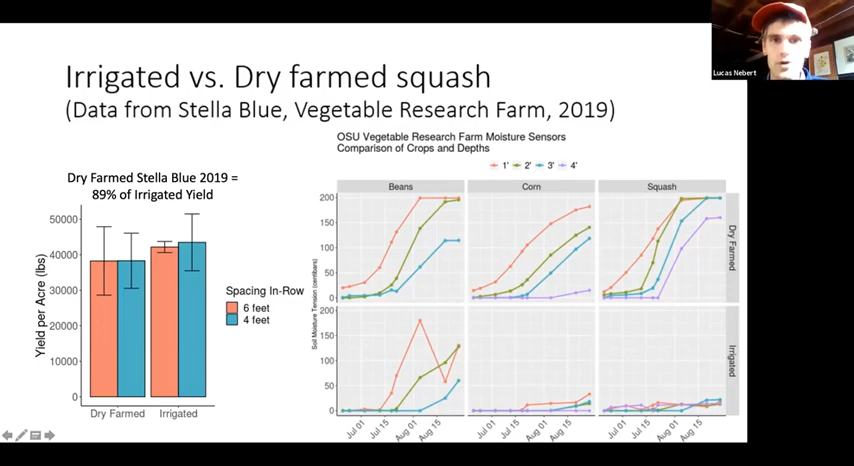 Lucas Nebert
Irrigated vs. Dry farmed squash
(Data from Stella Blue, Vegetable Research Farm, 2019)
Dry Farmed Stella Blue 2019 =
89% of Irrigated Yield
Yield per Acre (lbs)
50000
40000
30000
20000
10000
0
Dry Farmed Irrigated
Spacing In-Row
6 feet
4 feet
OSU Vegetable Research Farm Moisture Sensors
Comparison of Crops and Depths
1' 2' 3' 4'
Beans Corn Squash
Soil Moisture Tension (centibars)
200
150
100
50
0
Dry Farmed
200
150
100
50
0
Irrigated
Jul 01 Jul 15 Aug 01 Aug 15 Jul 01 Jul 15 Aug 01 Aug 15 Jul 01 Jul 15 Aug 01 Aug 15